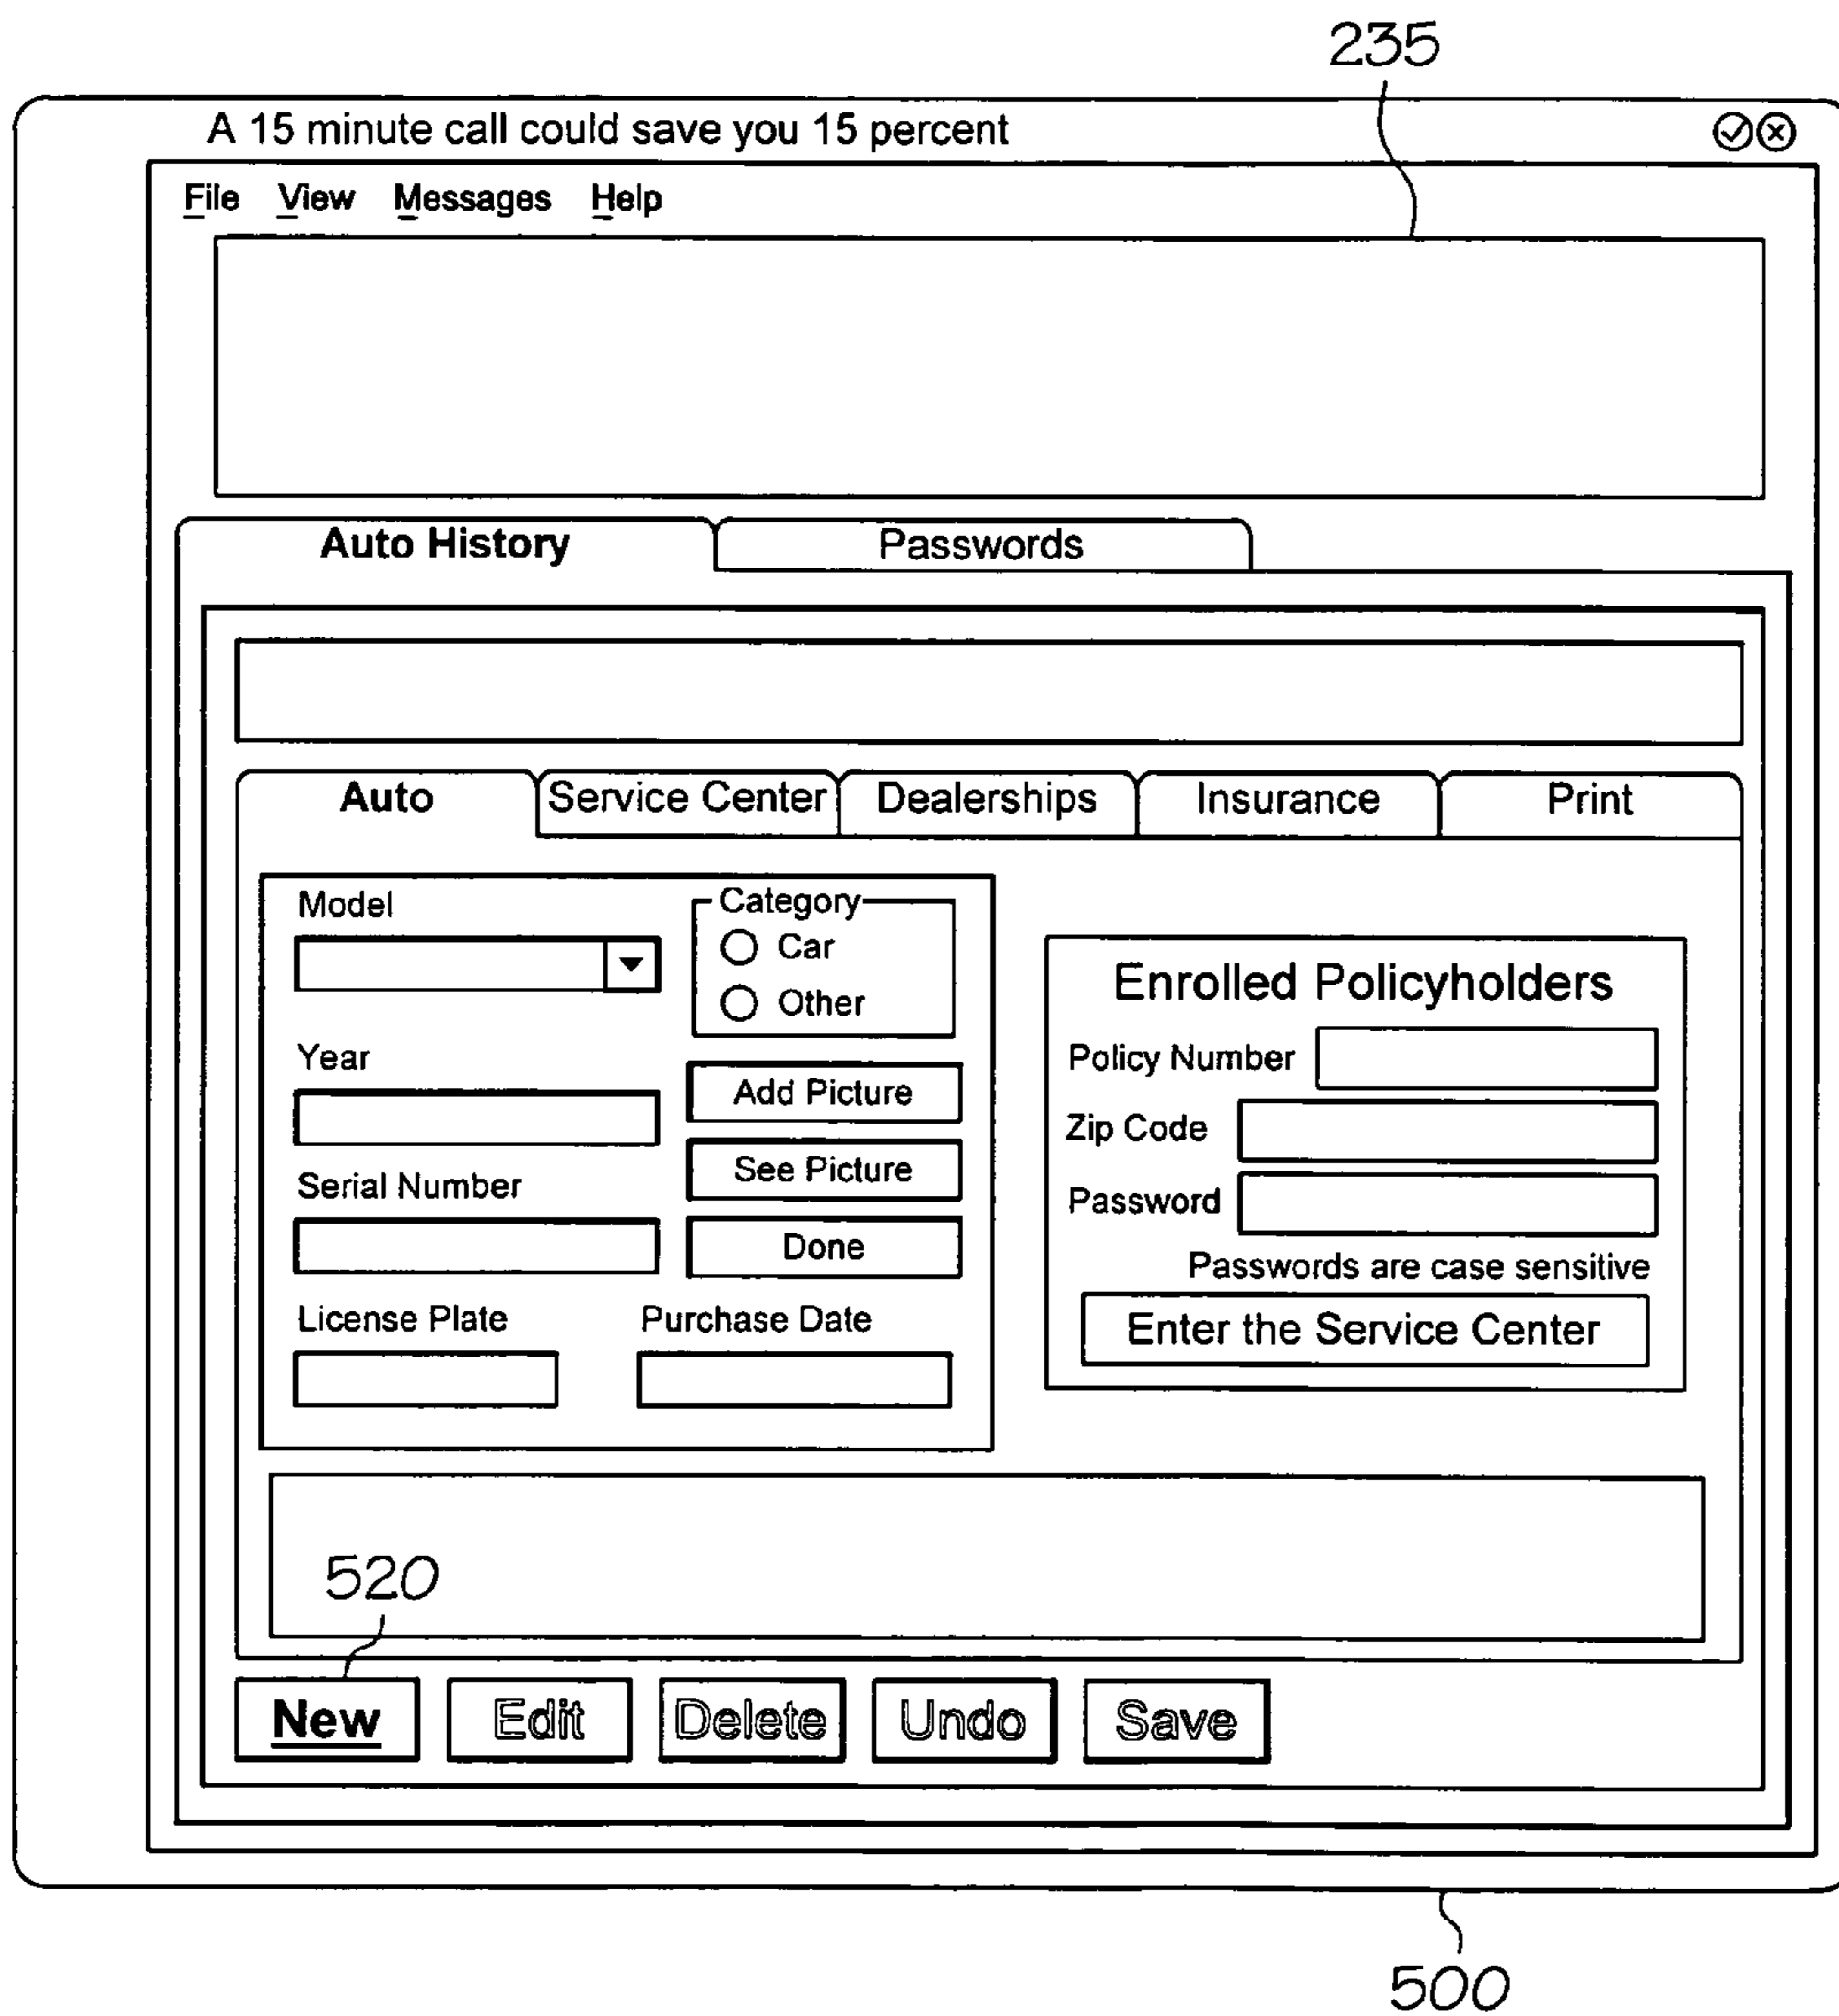 235
A 15 minute call could save you 15 percent
File View Messages Help
Auto History Passwords
Auto Service Center Dealerships Insurance Print
Model
Category
Car
Other
Year
Add Picture
See Picture
Serial Number
Done
License Plate Purchase Date
Enrolled Policyholders
Policy Number
Zip Code
Password
Passwords are case sensitive
Enter the Service Center
520
New Edit Delete Undo Save
500